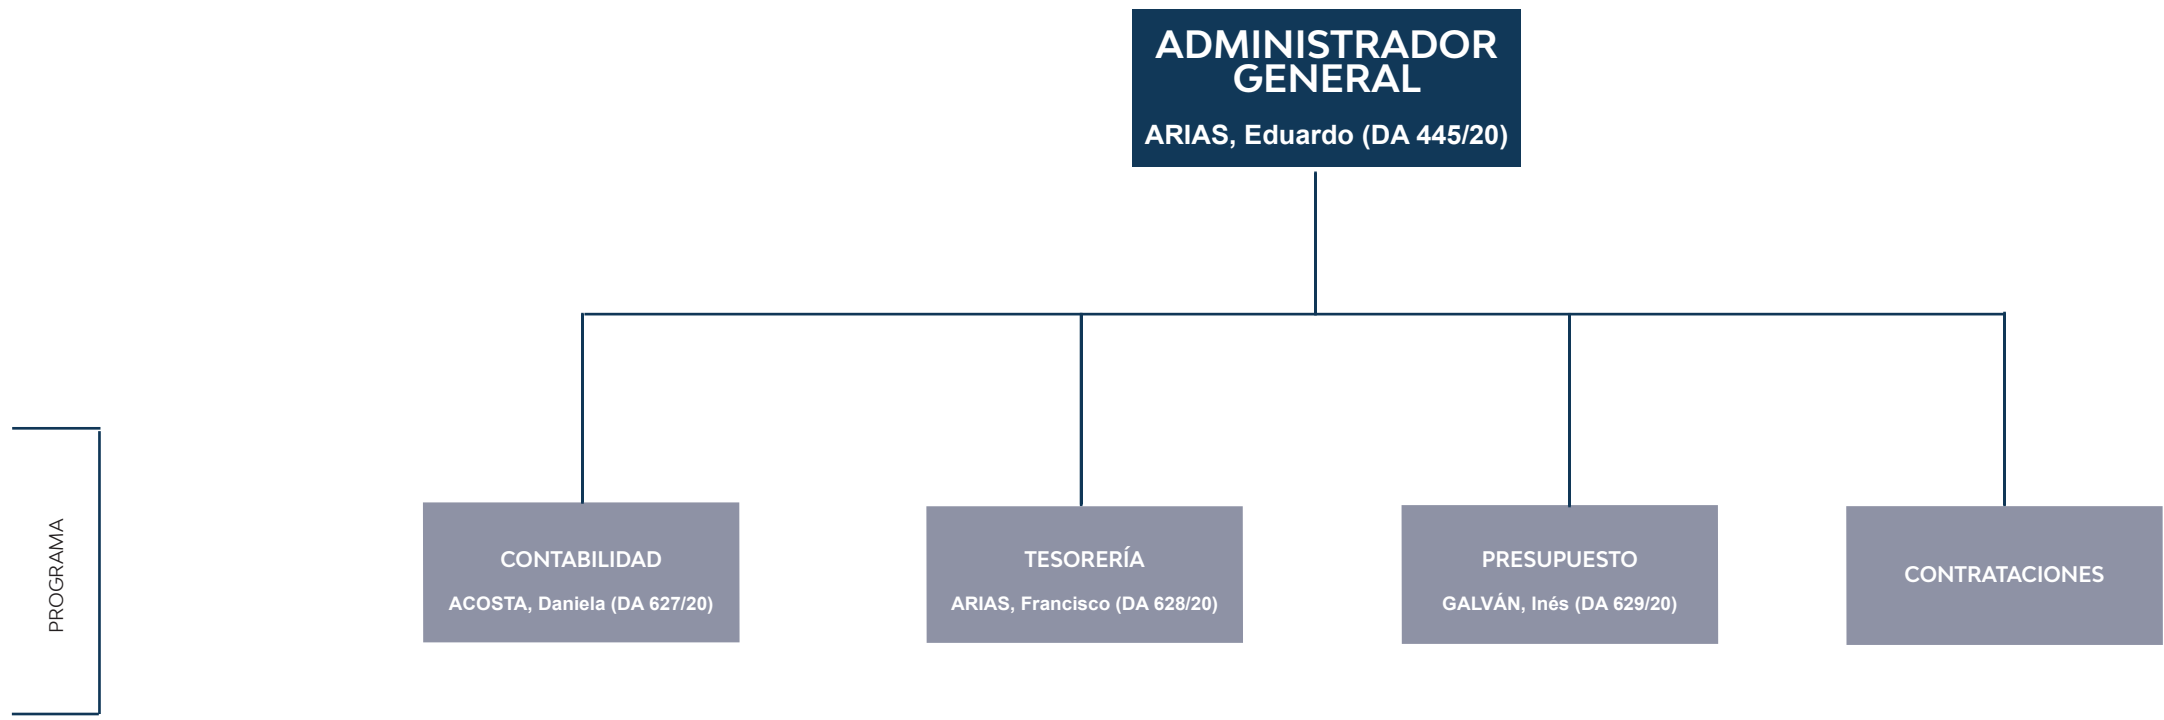 ADMINISTRADOR
GENERAL
ARIAS, Eduardo (DA 445/20)
PROGRAMA
CONTABILIDAD
ACOSTA, Daniela (DA 627/20)
TESORERÍA
ARIAS, Francisco (DA 628/20)
PRESUPUESTO
GALVÁN, Inés (DA 629/20)
CONTRATACIONES